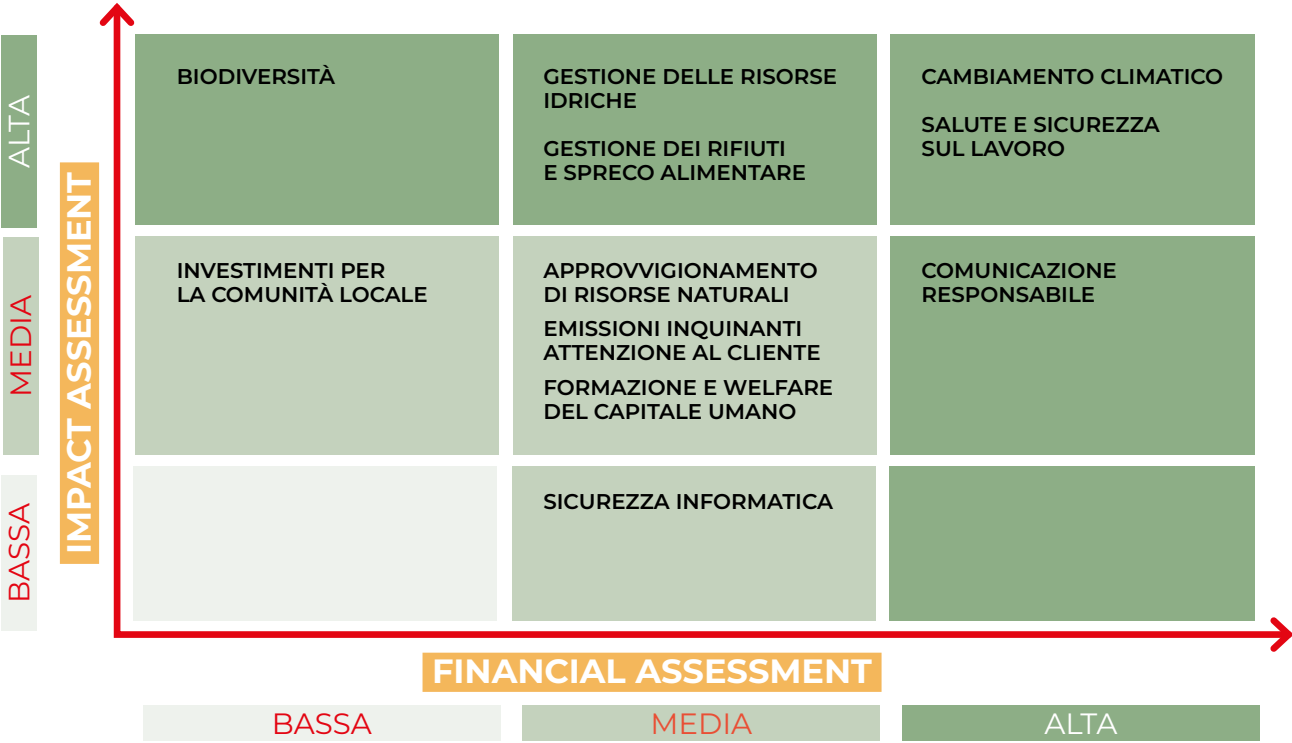 ALTA
MEDIA
BASSA
IMPACT ASSESSMENT
BIODIVERSITÀ
GESTIONE DELLE RISORSE
IDRICHE
GESTIONE DEI RIFIUTI
E SPRECO ALIMENTARE
CAMBIAMENTO CLIMATICO
SALUTE E SICUREZZA
SUL LAVORO
INVESTIMENTI PER
LA COMUNITÀ LOCALE
APPROVVIGIONAMENTO
DI RISORSE NATURALI
EMISSIONI INQUINANTI
ATTENZIONE AL CLIENTE
FORMAZIONE E WELFARE
DEL CAPITALE UMANO
COMUNICAZIONE
RESPONSABILE
SICUREZZA INFORMATICA
FINANCIAL ASSESSMENT
BASSA
MEDIA
ALTA